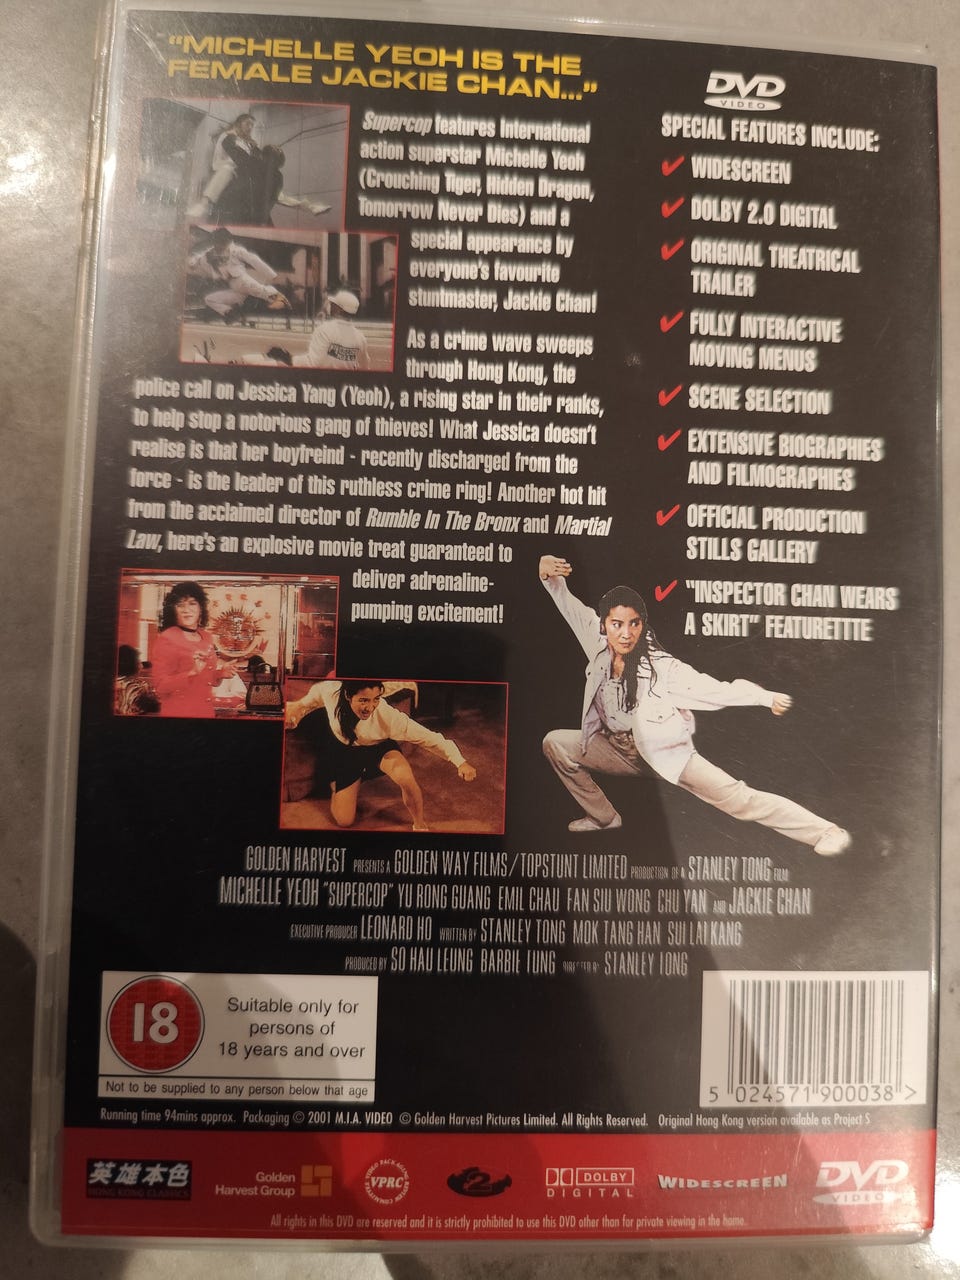 “MICHELLE YEOH IS THE
FEMALE JACKIE CHAN...”
Supercop features International
action superstar Michelle Yeoh
(Crouching Tiger, Hidden Dragon,
Tomorrow Never Dies) and a
special appearance by
everyone's favourite
stuntmaster, Jackie Chan!
As a crime wave sweeps
through Hong Kong, the
police call on Jessica Yang (Yeoh), a rising star in their ranks,
to help stop a notorious gang of thieves! What Jessica doesn't
realise is that her boyfreind - recently discharged from the
force - is the leader of this ruthless crime ring! Another hot hit
from the acclaimed director of Rumble In The Bronx and Martial
Law, here's an explosive movie treat guaranteed to
deliver adrenaline-
pumping excitement!
DVD
VIDEO
SPECIAL FEATURES INCLUDE:
✓ WIDESCREEN
✓ DOLBY 2.0 DIGITAL
✓ ORIGINAL THEATRICAL
TRAILER
✓ FULLY INTERACTIVE
MOVING MENUS
✓ SCENE SELECTION
✓ EXTENSIVE BIOGRAPHIES
AND FILMOGRAPHIES
✓ OFFICIAL PRODUCTION
STILLS GALLERY
✓ “INSPECTOR CHAN WEARS
A SKIRT” FEATURETTTE
GOLDEN HARVEST PRESENTS A GOLDEN WAY FILMS/TOPSTUNT LIMITED PRODUCTION OF A STANLEY TONG FILM
MICHELLE YEOH "SUPERCOP" YU RONG GUANG EMIL CHAU FAN SIU WONG CHU YAN AND JACKIE CHAN
EXECUTIVE PRODUCER LEONARD HO WRITTEN BY STANLEY TONG MOK TANG HAN SUI LAI KANG
PRODUCED BY SO HAU LEUNG BARBIE TUNG DIRECTED BY STANLEY TONG
18
Suitable only for
persons of
18 years and over
Not to be supplied to any person below that age
5 024571 900038 >
Running time 94mins approx. Packaging © 2001 M.I.A. VIDEO © Golden Harvest Pictures Limited. All Rights Reserved. Original Hong Kong version available as Project S
英雄本色
HONG KONG CLASSICS
Golden
Harvest Group
VIDEO PACKAGING REVIEW COMMITTEE
VPRC
2
DOLBY
DIGITAL
WIDESCREEN
DVD
VIDEO
All rights in this DVD are reserved and it is strictly prohibited to use this DVD other than for private viewing in the home.